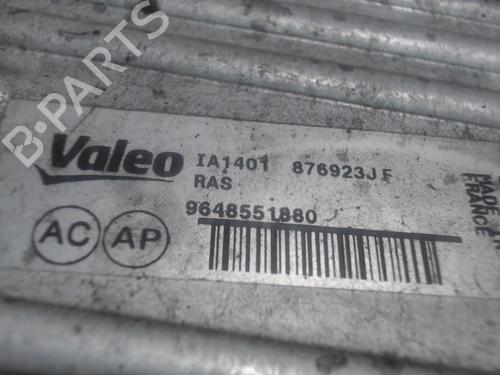 B-PARTS
Valeo
IA1401 876923JF
RAS
9648551880
AC AP
MADE IN
FRANCE